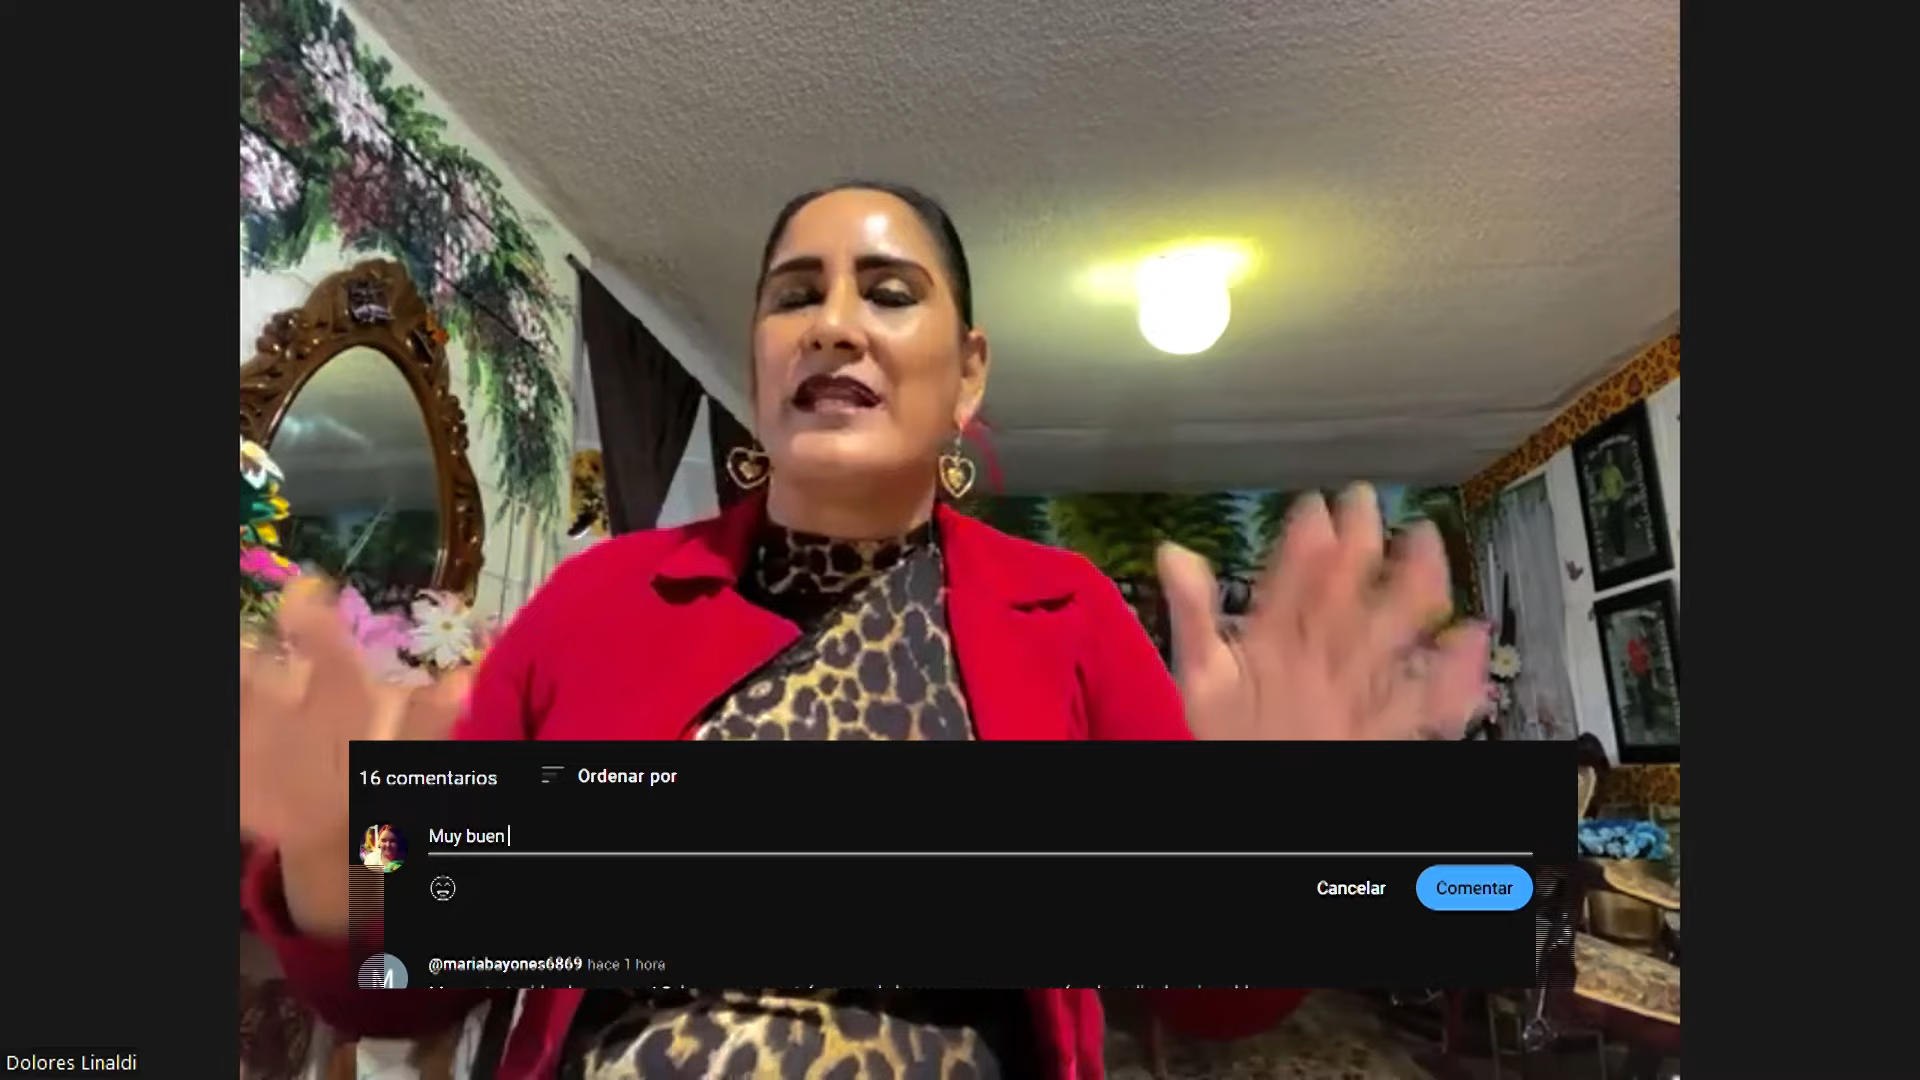 16 comentarios
Ordenar por
Muy buen
Cancelar
Comentar
M
@mariabayones6869 hace 1 hora
Dolores Linaldi